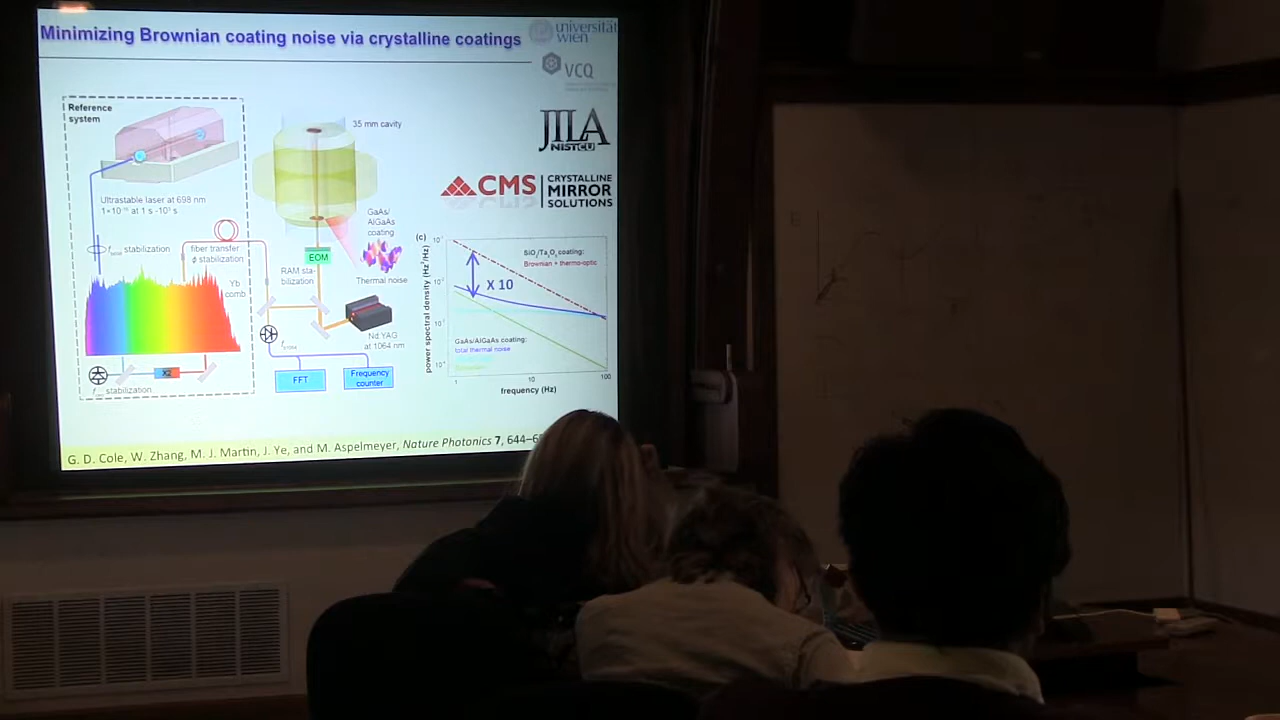 Minimizing Brownian coating noise via crystalline coatings
universität
wien
VCQ
JILA
NIST CU
CMS
CRYSTALLINE
MIRROR
SOLUTIONS
Reference
system
Ultrastable laser at 698 nm
35 mm cavity
GaAs/
AlGaAs
coating
stabilization
fiber transfer
ϕ stabilization
Yb
comb
EOM
RAM sta-
bilization
Thermal noise
Nd YAG
at 1064 nm
X2
stabilization
FFT
Frequency
counter
(c)
power spectral density (Hz²/Hz)
SiO₂/Ta₂O₅ coating:
Brownian + thermo-optic
X 10
GaAs/AlGaAs coating:
total thermal noise
1
10
100
frequency (Hz)
G. D. Cole, W. Zhang, M. J. Martin, J. Ye, and M. Aspelmeyer, Nature Photonics 7, 644–6